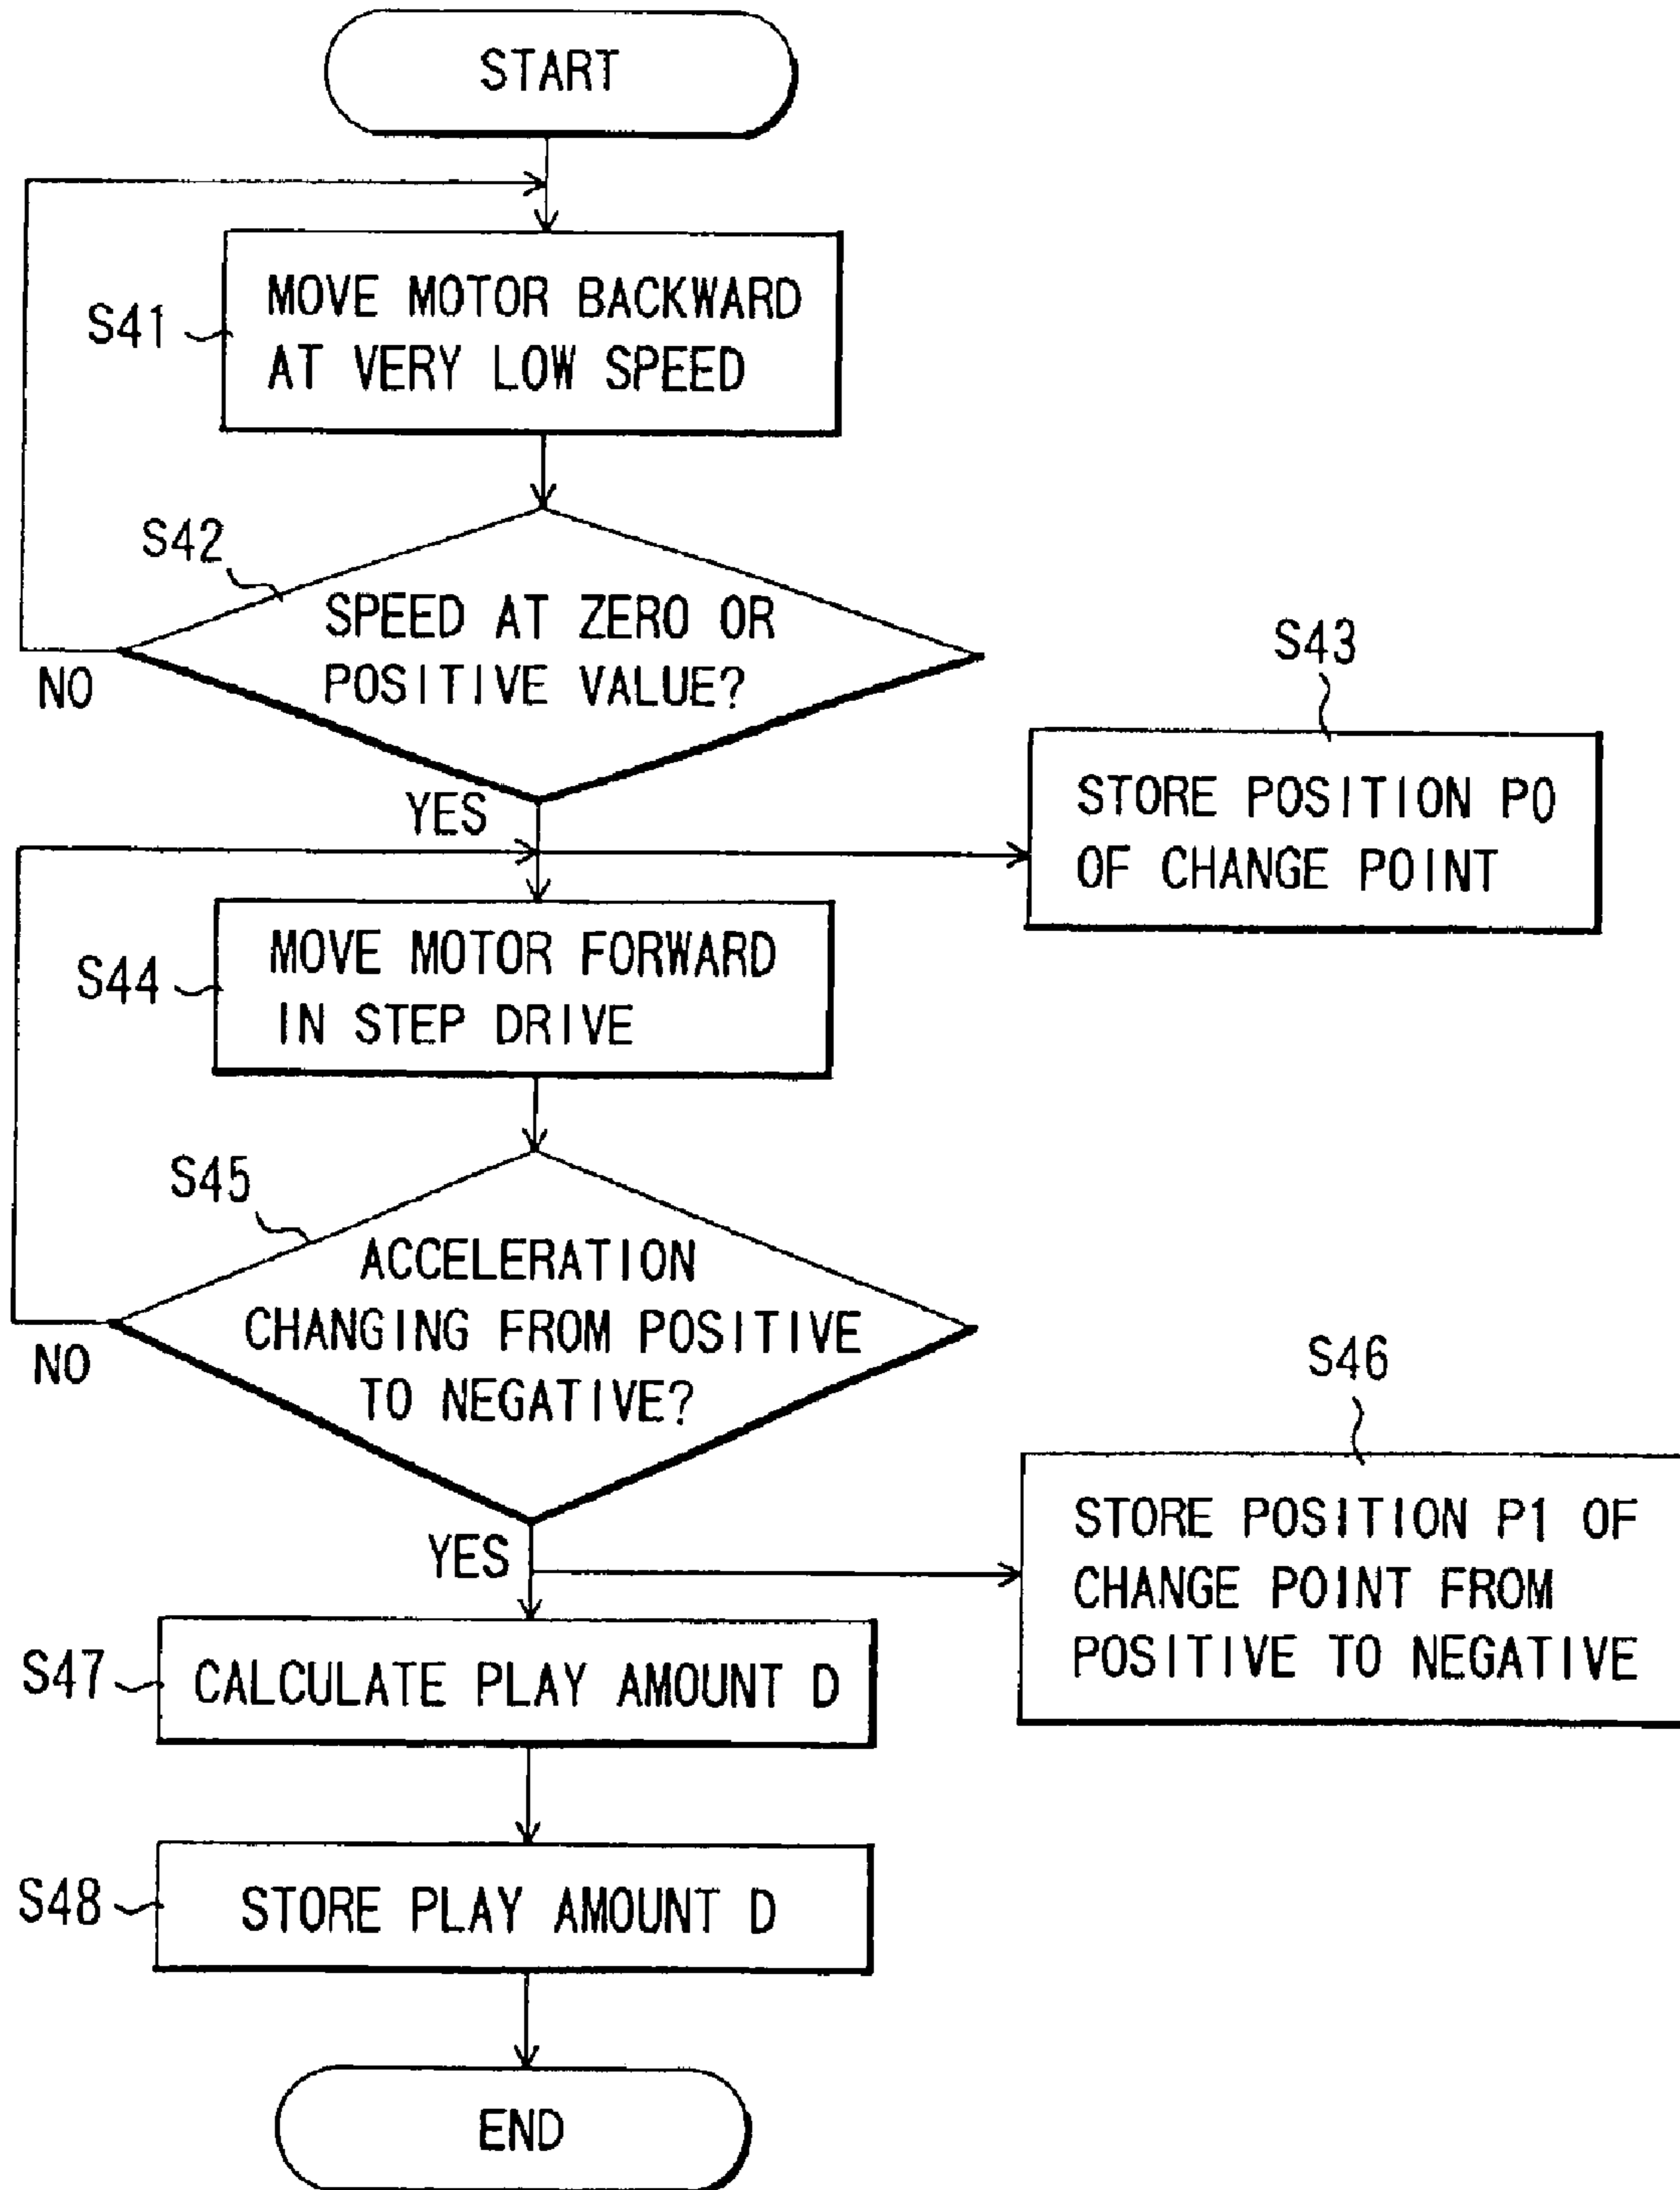 START
S41
MOVE MOTOR BACKWARD
AT VERY LOW SPEED
S42
SPEED AT ZERO OR
POSITIVE VALUE?
NO
YES
S43
STORE POSITION P0
OF CHANGE POINT
S44
MOVE MOTOR FORWARD
IN STEP DRIVE
S45
ACCELERATION
CHANGING FROM POSITIVE
TO NEGATIVE?
NO
YES
S46
STORE POSITION P1 OF
CHANGE POINT FROM
POSITIVE TO NEGATIVE
S47
CALCULATE PLAY AMOUNT D
S48
STORE PLAY AMOUNT D
END